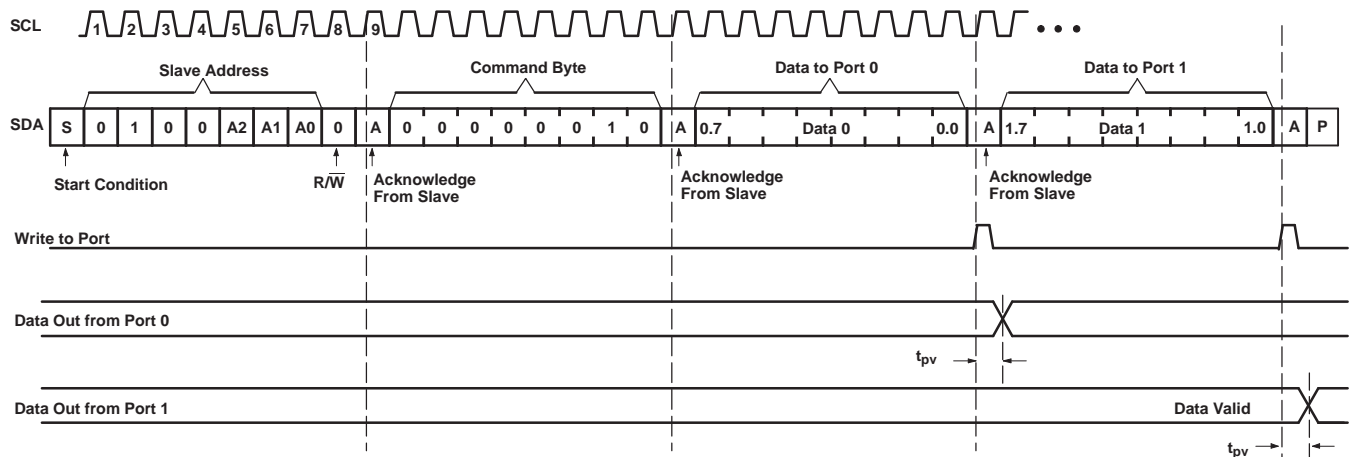 SCL 1 2 3 4 5 6 7 8 9 • • •
Slave Address Command Byte Data to Port 0 Data to Port 1
SDA S 0 1 0 0 A2 A1 A0 0 A 0 0 0 0 0 0 1 0 A 0.7 Data 0 0.0 A 1.7 Data 1 1.0 A P
Start Condition R/W̅ Acknowledge From Slave Acknowledge From Slave Acknowledge From Slave
Write to Port
Data Out from Port 0
tpv
Data Out from Port 1 Data Valid
tpv